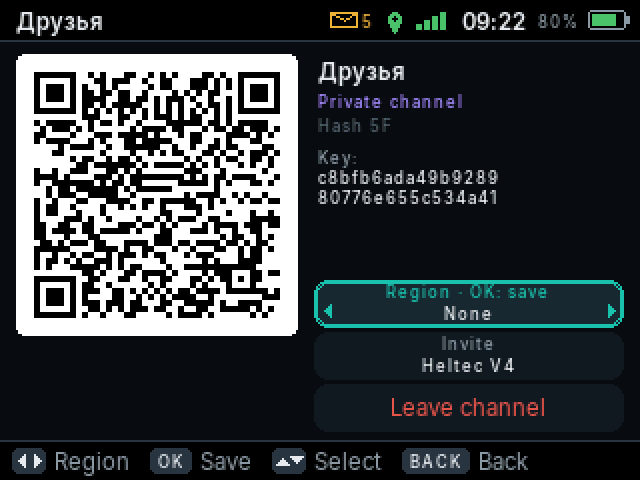 Друзья
5
09:22
80%
Друзья
Private channel
Hash 5F
Key:
c8bfb6ada49b9289
80776e655c534a41
Region - OK: save
None
Invite
Heltec V4
Leave channel
Region
OK Save
Select
BACK Back